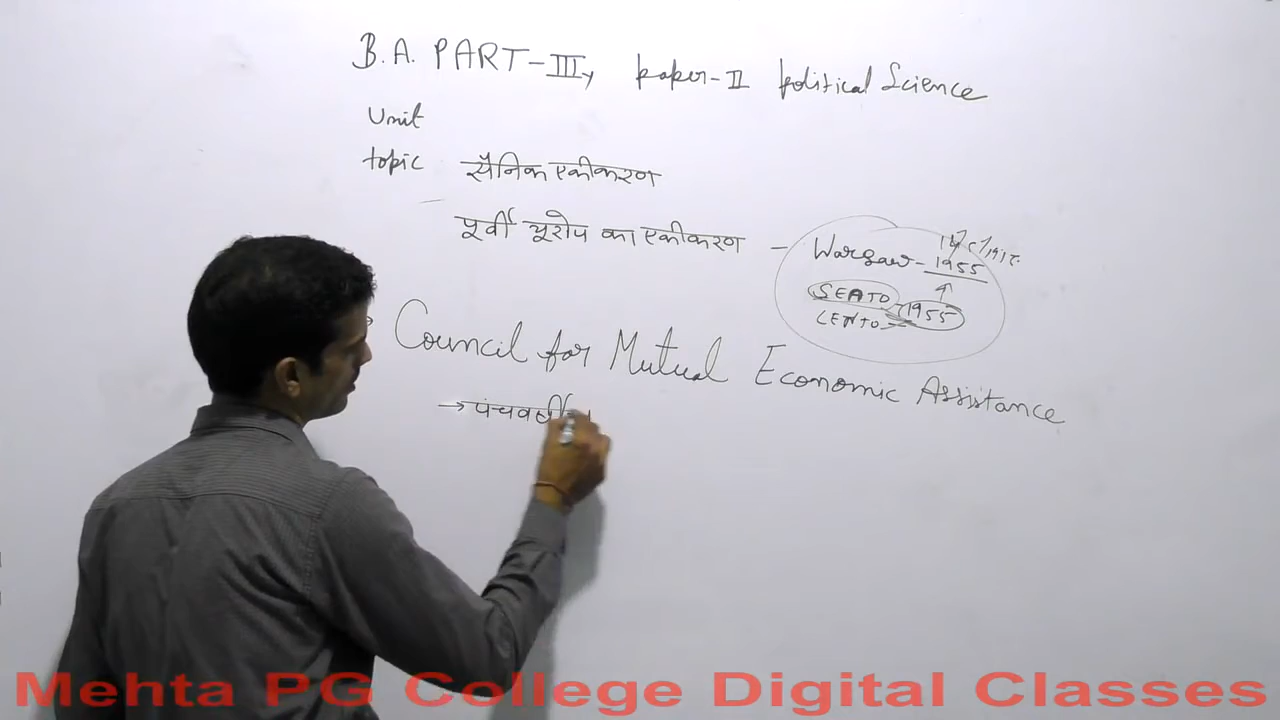 B.A. PART-III, paper-II political Science
Unit
topic सैनिक एकीकरण
पूर्वी यूरोप का एकीकरण - Warsaw - 1955
SEATO - 1955
CENTO
Council for Mutual Economic Assistance
→ पंचवर्षीय
Mehta PG College Digital Classes